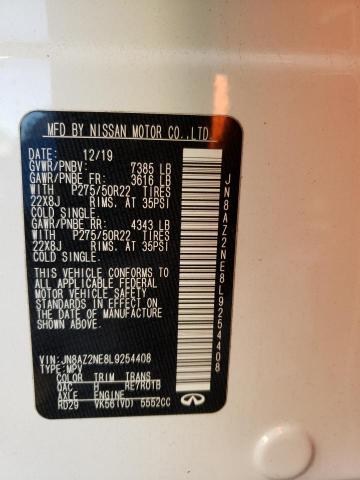 MFD BY NISSAN MOTOR CO.,LTD.
DATE: 12/19
GVWR/PNBV: 7385 LB
GAWR/PNBE FR: 3616 LB
WITH P275/50R22 TIRES
22X8J RIMS, AT 35PSI
COLD SINGLE.
GAWR/PNBE RR: 4343 LB
WITH P275/50R22 TIRES
22X8J RIMS, AT 35PSI
COLD SINGLE.
THIS VEHICLE CONFORMS TO
ALL APPLICABLE FEDERAL
MOTOR VEHICLE SAFETY
STANDARDS IN EFFECT ON
THE DATE OF MANUFACTURE
SHOWN ABOVE.
VIN:JN8AZ2NE8L9254408
TYPE:MPV
COLOR TRIM TRANS
QAC H RE7R01B
AXLE ENGINE
RD29 VK56(VD) 5552CC
JN8AZ2NE8L9254408